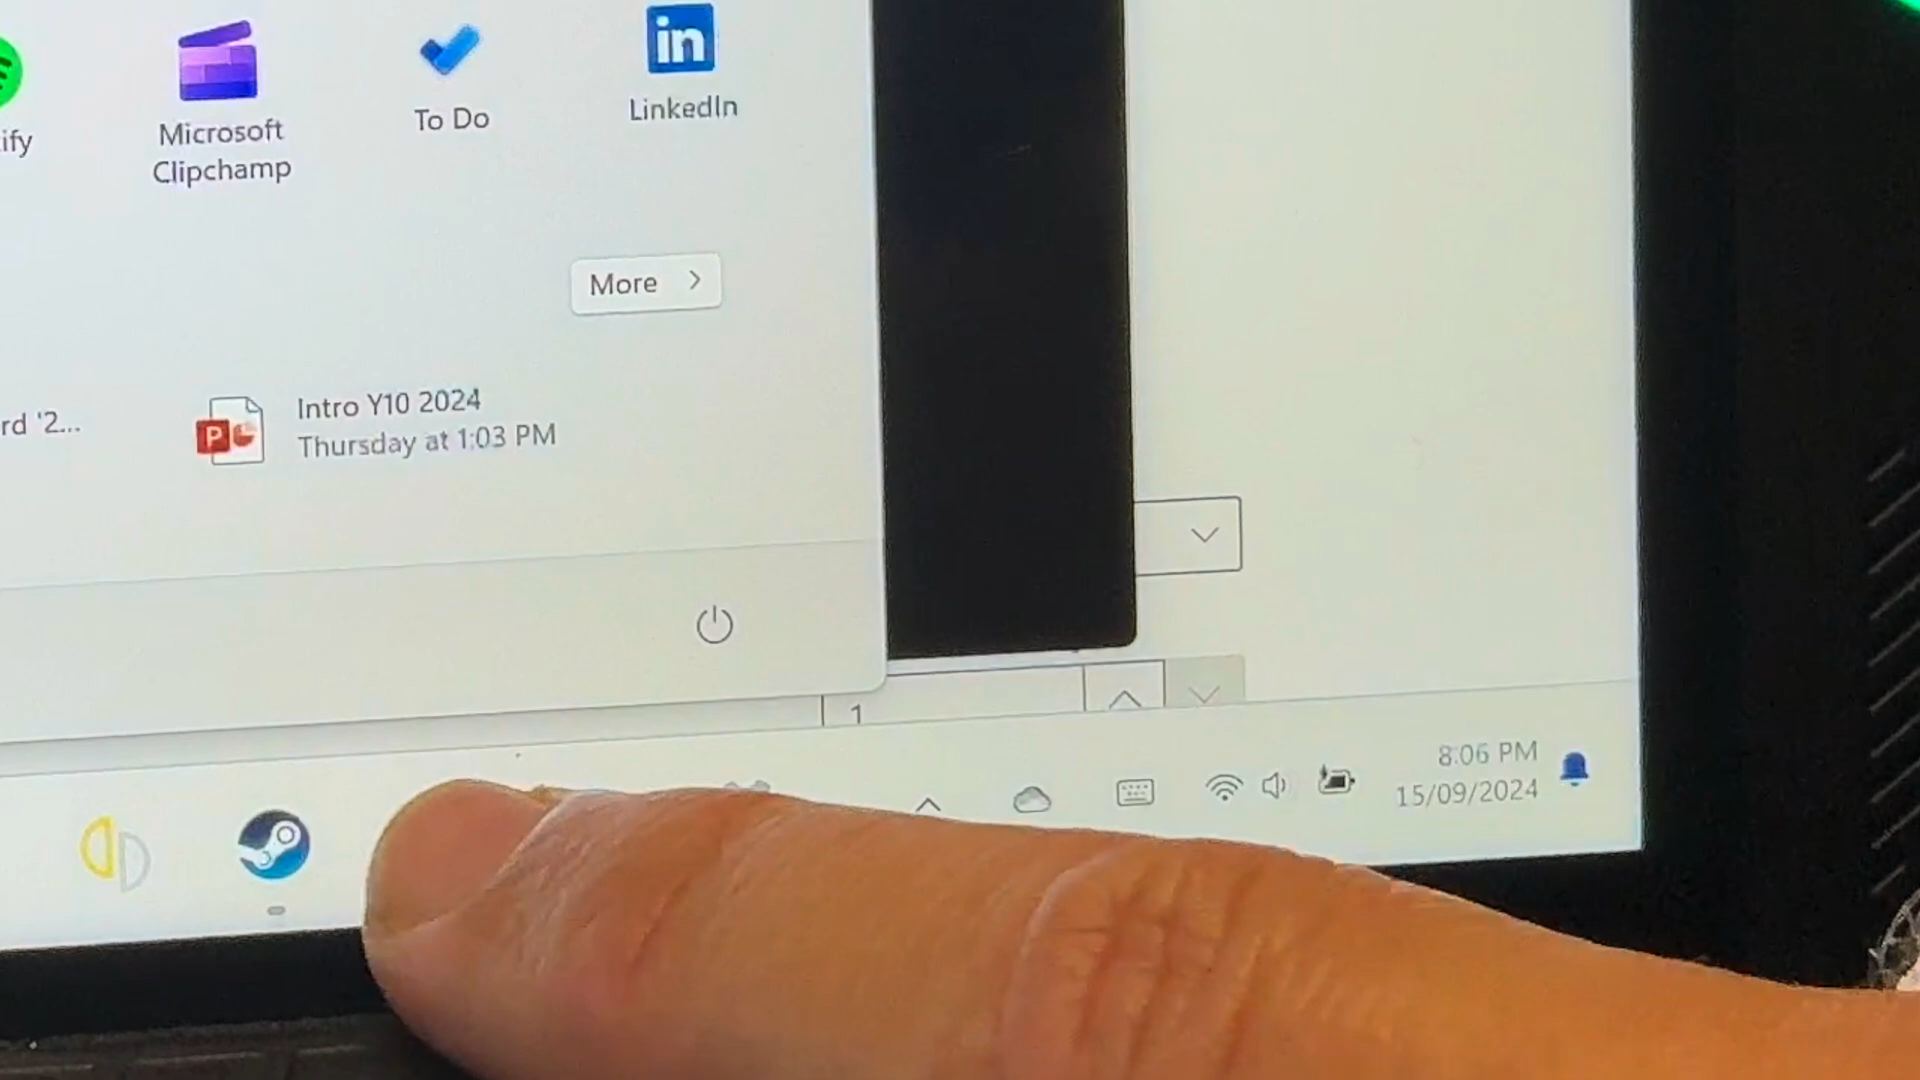 ify
Microsoft
Clipchamp
To Do
LinkedIn
More
rd '2...
Intro Y10 2024
Thursday at 1:03 PM
1
8:06 PM
15/09/2024